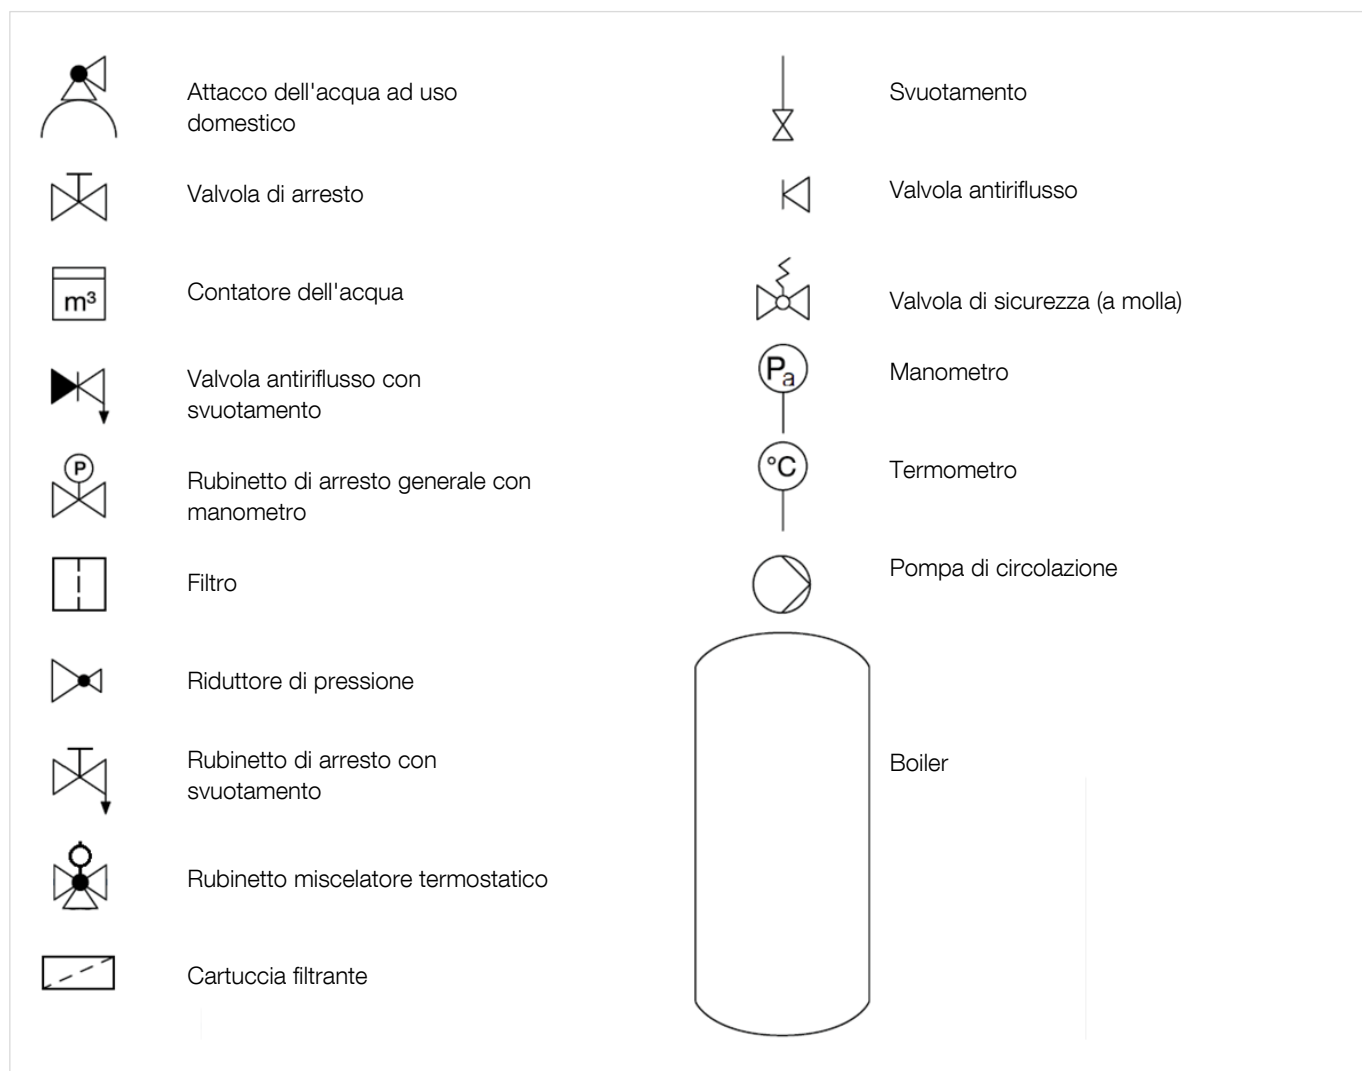 Attacco dell'acqua ad uso
domestico
Valvola di arresto
m³
Contatore dell'acqua
Valvola antiriflusso con
svuotamento
P
Rubinetto di arresto generale con
manometro
Filtro
Riduttore di pressione
Rubinetto di arresto con
svuotamento
Rubinetto miscelatore termostatico
Cartuccia filtrante
Svuotamento
Valvola antiriflusso
Valvola di sicurezza (a molla)
Pa
Manometro
°C
Termometro
Pompa di circolazione
Boiler